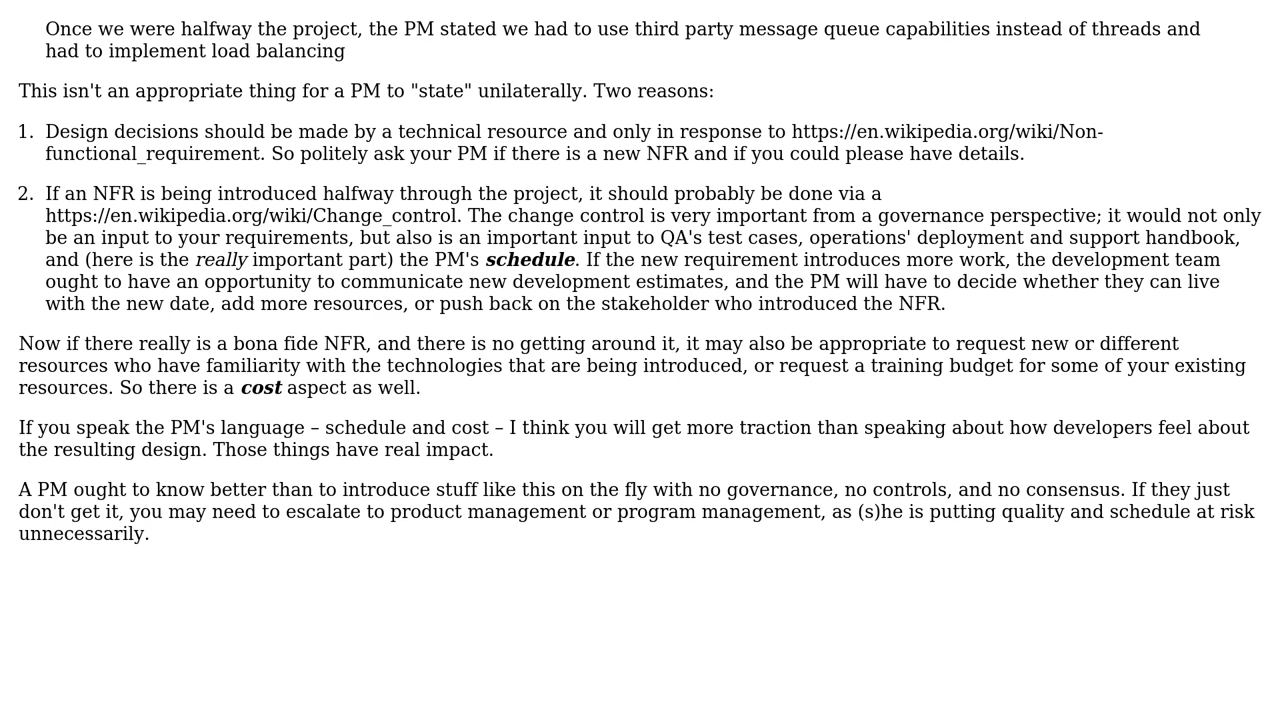 Once we were halfway the project, the PM stated we had to use third party message queue capabilities instead of threads and
had to implement load balancing
This isn't an appropriate thing for a PM to "state" unilaterally. Two reasons:
1. Design decisions should be made by a technical resource and only in response to https://en.wikipedia.org/wiki/Non-
functional_requirement. So politely ask your PM if there is a new NFR and if you could please have details.
2. If an NFR is being introduced halfway through the project, it should probably be done via a
https://en.wikipedia.org/wiki/Change_control. The change control is very important from a governance perspective; it would not only
be an input to your requirements, but also is an important input to QA's test cases, operations' deployment and support handbook,
and (here is the really important part) the PM's schedule. If the new requirement introduces more work, the development team
ought to have an opportunity to communicate new development estimates, and the PM will have to decide whether they can live
with the new date, add more resources, or push back on the stakeholder who introduced the NFR.
Now if there really is a bona fide NFR, and there is no getting around it, it may also be appropriate to request new or different
resources who have familiarity with the technologies that are being introduced, or request a training budget for some of your existing
resources. So there is a cost aspect as well.
If you speak the PM's language – schedule and cost – I think you will get more traction than speaking about how developers feel about
the resulting design. Those things have real impact.
A PM ought to know better than to introduce stuff like this on the fly with no governance, no controls, and no consensus. If they just
don't get it, you may need to escalate to product management or program management, as (s)he is putting quality and schedule at risk
unnecessarily.